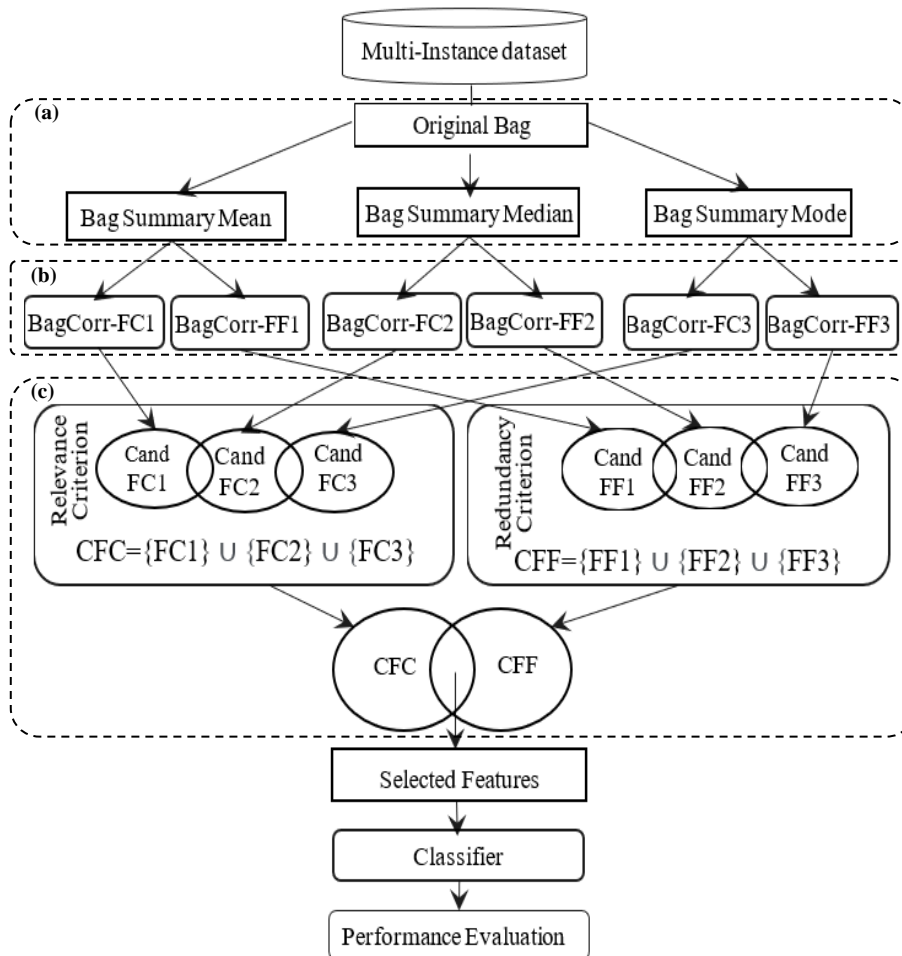 Multi-Instance dataset
(a)
Original Bag
Bag Summary Mean
Bag Summary Median
Bag Summary Mode
(b)
BagCorr-FC1
BagCorr-FF1
BagCorr-FC2
BagCorr-FF2
BagCorr-FC3
BagCorr-FF3
(c)
Relevance
Criterion
Cand
FC1
Cand
FC2
Cand
FC3
CFC={FC1} ∪ {FC2} ∪ {FC3}
Redundancy
Criterion
Cand
FF1
Cand
FF2
Cand
FF3
CFF={FF1} ∪ {FF2} ∪ {FF3}
CFC
CFF
Selected Features
Classifier
Performance Evaluation